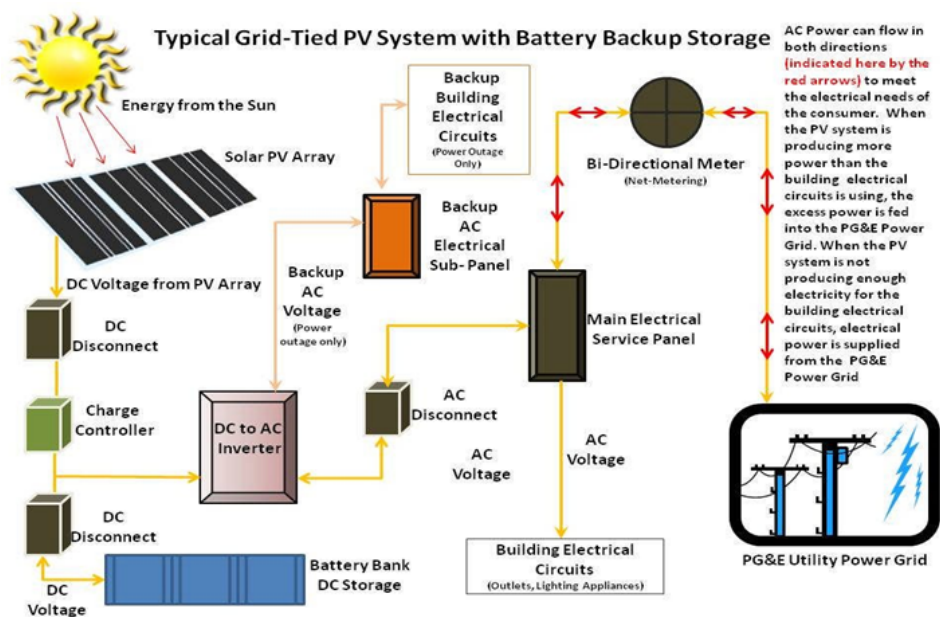 Typical Grid-Tied PV System with Battery Backup Storage
AC Power can flow in
both directions
(indicated here by the
red arrows) to meet
the electrical needs of
the consumer. When
the PV system is
producing more
power than the
building electrical
circuits is using, the
excess power is fed
into the PG&E Power
Grid. When the PV
system is not
producing enough
electricity for the
building electrical
circuits, electrical
power is supplied
from the PG&E
Power Grid
Energy from the Sun
Solar PV Array
DC Voltage from PV Array
DC
Disconnect
Charge
Controller
DC
Disconnect
DC
Voltage
Battery Bank
DC Storage
DC to AC
Inverter
Backup
AC
Voltage
(Power
outage only)
Backup
Building
Electrical
Circuits
(Power Outage
Only)
Backup
AC
Electrical
Sub- Panel
AC
Disconnect
AC
Voltage
Bi-Directional Meter
(Net-Metering)
Main Electrical
Service Panel
AC
Voltage
Building Electrical
Circuits
(Outlets, Lighting Appliances)
PG&E Utility Power Grid